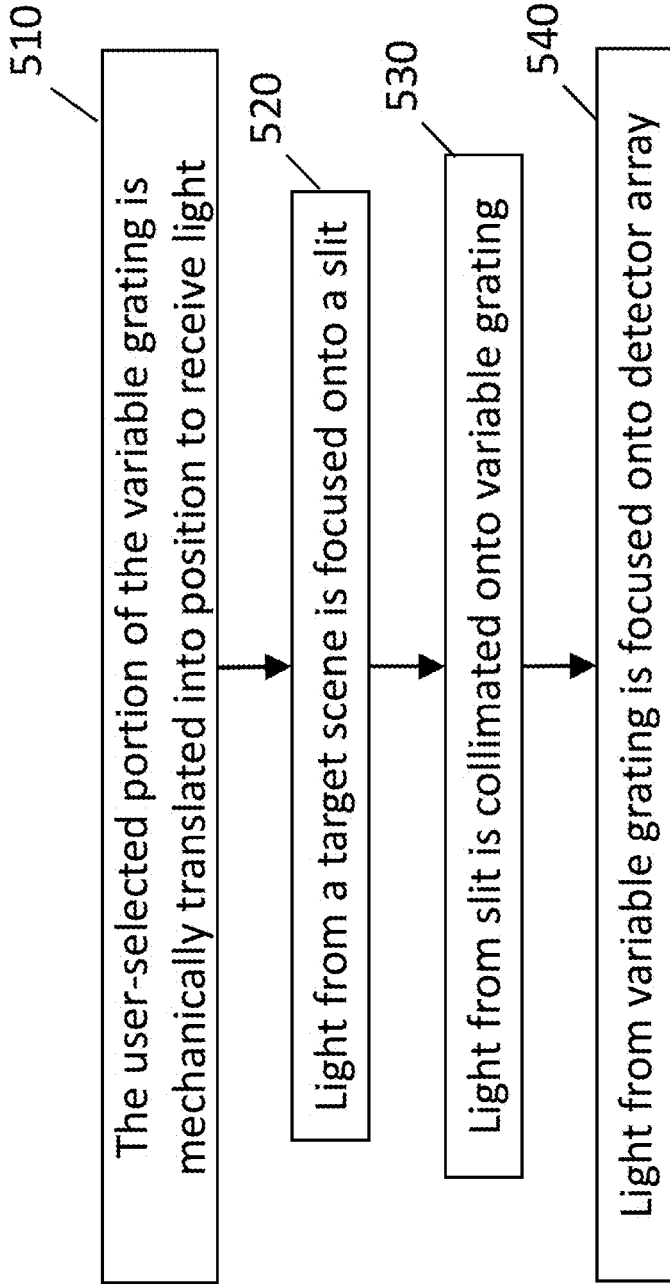 510
The user-selected portion of the variable grating is
mechanically translated into position to receive light
520
Light from a target scene is focused onto a slit
530
Light from slit is collimated onto variable grating
540
Light from variable grating is focused onto detector array